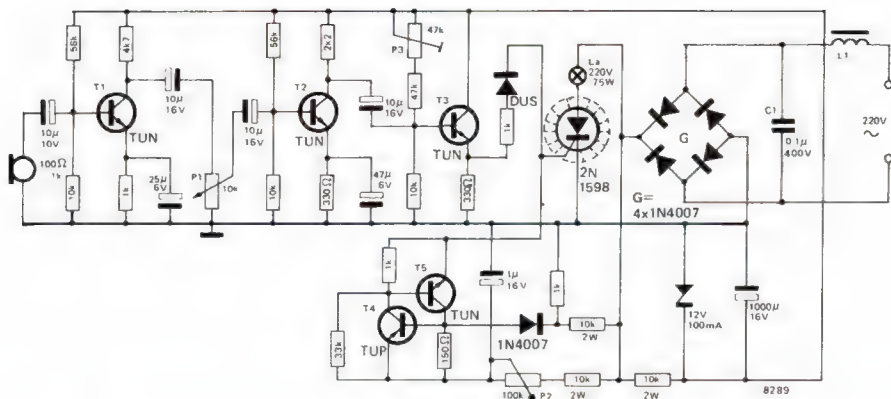 56k
4k7
T1
10µ
16V
10µ
10V
TUN
100Ω
1k
10k
1k
25µ
6V
P1
10k
56k
2k2
T2
10µ
16V
TUN
10k
330Ω
47µ
6V
10µ
16V
47k
P3
47k
T3
TUN
10k
330Ω
DUS
1k
La
220V
75W
2N
1598
G
G=
4x1N4007
C1
0.1µ
400V
L1
220V
~
1k
T5
T4
TUN
TUP
33k
150Ω
1µ
16V
1k
1N4007
10k
2W
100k
P2
10k
2W
10k
2W
12V
100mA
1000µ
16V
8289